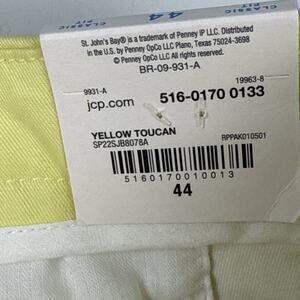 CLASSIC FIT
44
St. John's Bay® is a trademark of Penney IP LLC. Distributed
in the U.S. by Penney OpCo LLC Plano, Texas 75024-3698
© Penney OpCo LLC. All Rights Reserved.
BR-09-931-A
9931-A 19963-8
jcp.com 516-0170 0133
YELLOW TOUCAN
SP22SJB8078A RPPAK010501
5160170010013
44